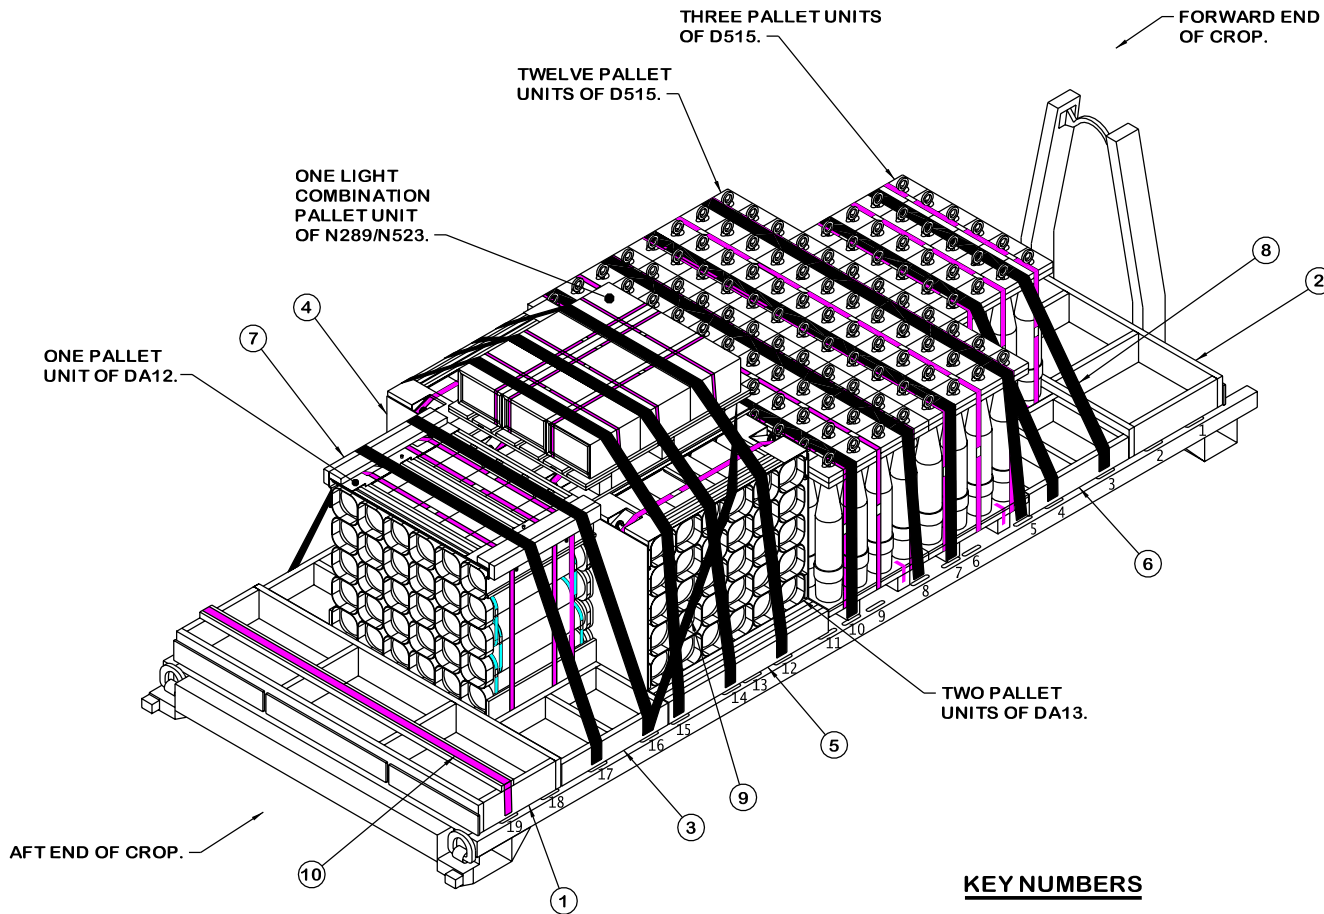 THREE PALLET UNITS
OF D515.
FORWARD END
OF CROP.
TWELVE PALLET
UNITS OF D515.
ONE LIGHT
COMBINATION
PALLET UNIT
OF N289/N523.
8
2
4
7
ONE PALLET
UNIT OF DA12.
1
2
3
4
5
6
6
7
8
9
10
11
12
13
14
15
16
17
18
19
TWO PALLET
UNITS OF DA13.
5
9
3
10
1
AFT END OF CROP.
KEY NUMBERS